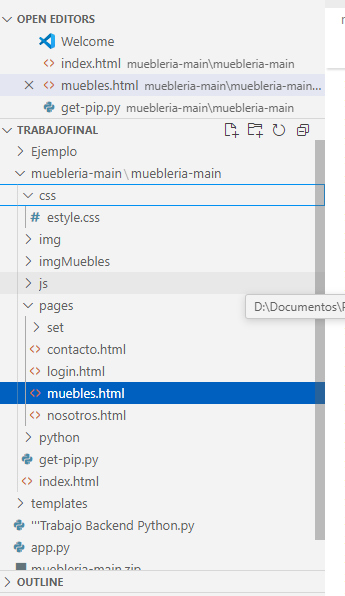 OPEN EDITORS
Welcome
index.html muebleria-main\muebleria-main
muebles.html muebleria-main\muebleria-main...
get-pip.py muebleria-main\muebleria-main
TRABAJOFINAL
Ejemplo
muebleria-main\muebleria-main
css
estyle.css
img
imgMuebles
js
D:\Documentos\
pages
set
contacto.html
login.html
muebles.html
nosotros.html
python
get-pip.py
index.html
templates
'''Trabajo Backend Python.py
app.py
muebleria-main.zip
OUTLINE